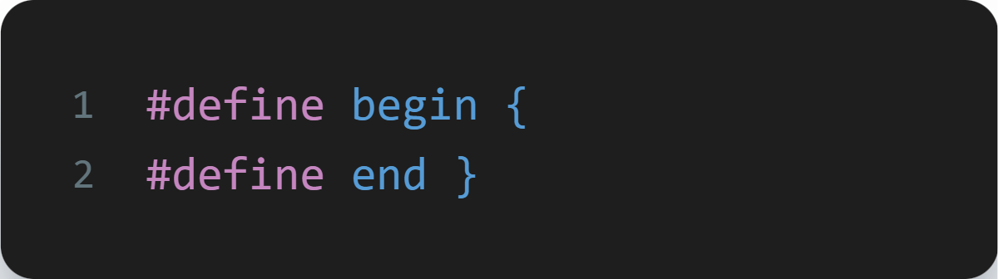 1 #define begin {
2 #define end }